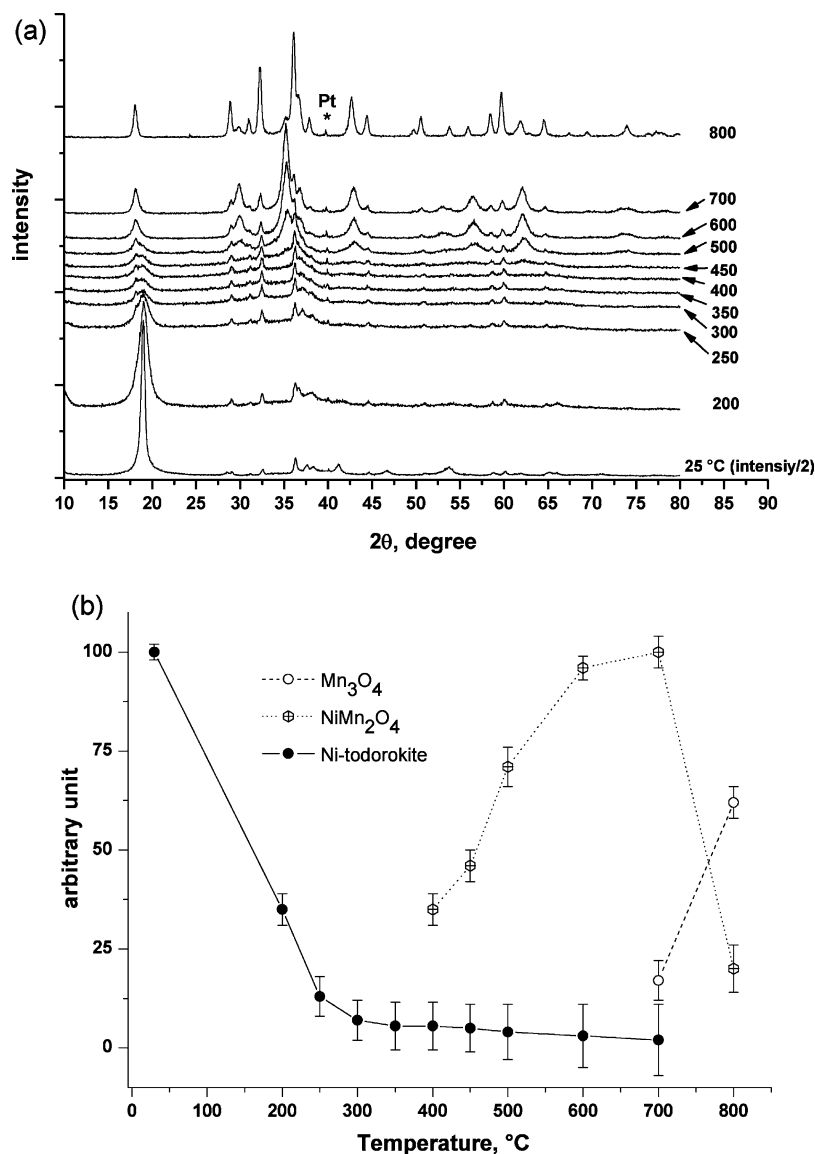 (a)
intensity
Pt
*
800
700
600
500
450
400
350
300
250
200
25 °C (intensiy/2)
10 15 20 25 30 35 40 45 50 55 60 65 70 75 80 85 90
2θ, degree
(b)
arbitrary unit
100
75
50
25
0
Mn3O4
NiMn2O4
Ni-todorokite
0 100 200 300 400 500 600 700 800
Temperature, °C